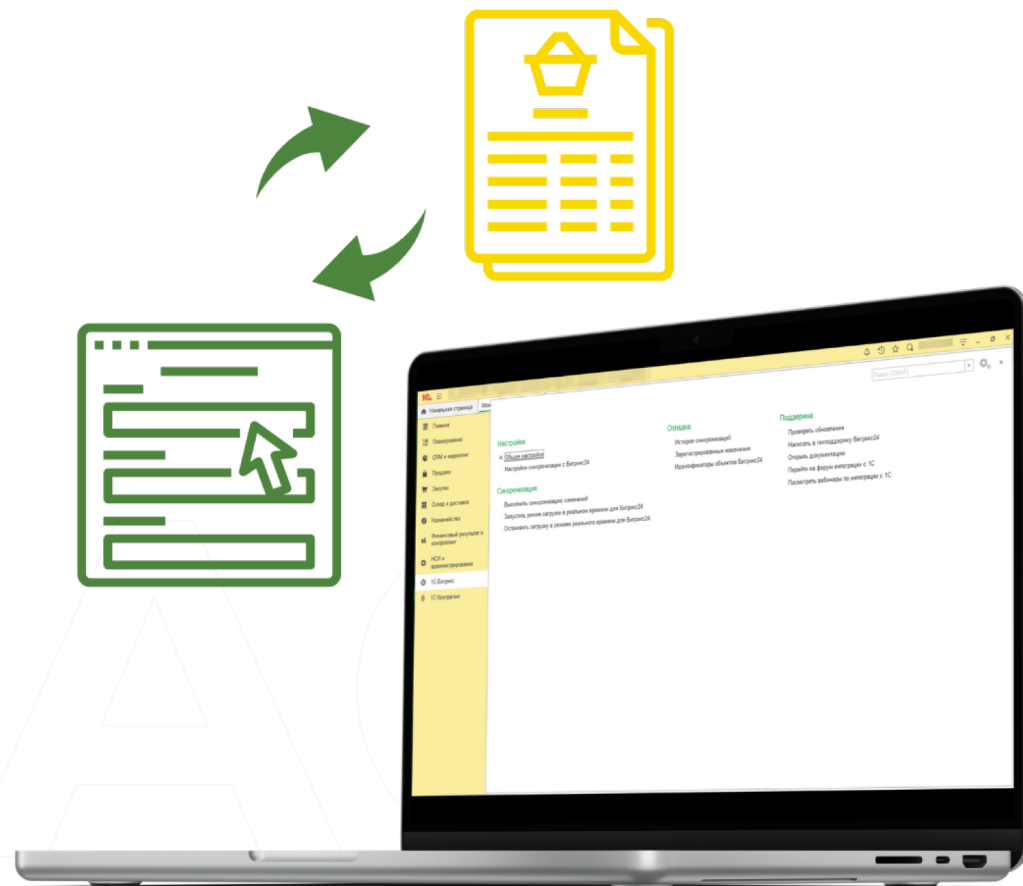 1С
Начальная страница
Главное
Планирование
CRM и маркетинг
Продажи
Закупки
Склад и доставка
Казначейство
Финансовый результат и
контроллинг
НСИ и
администрирование
1С-Битрикс
1С:Контрагент
Поиск (Ctrl+F)
Настройки
Общие настройки
Настройки синхронизации с Битрикс24
Синхронизация
Выполнить синхронизацию изменений
Запустить режим загрузки в реальном времени для Битрикс24
Остановить загрузку в режиме реального времени для Битрикс24
Отладка
История синхронизаций
Зарегистрированные изменения
Идентификаторы объектов Битрикс24
Поддержка
Проверить обновление
Написать в техподдержку Битрикс24
Открыть документацию
Перейти на форум интеграции с 1С
Посмотреть вебинары по интеграции с 1С